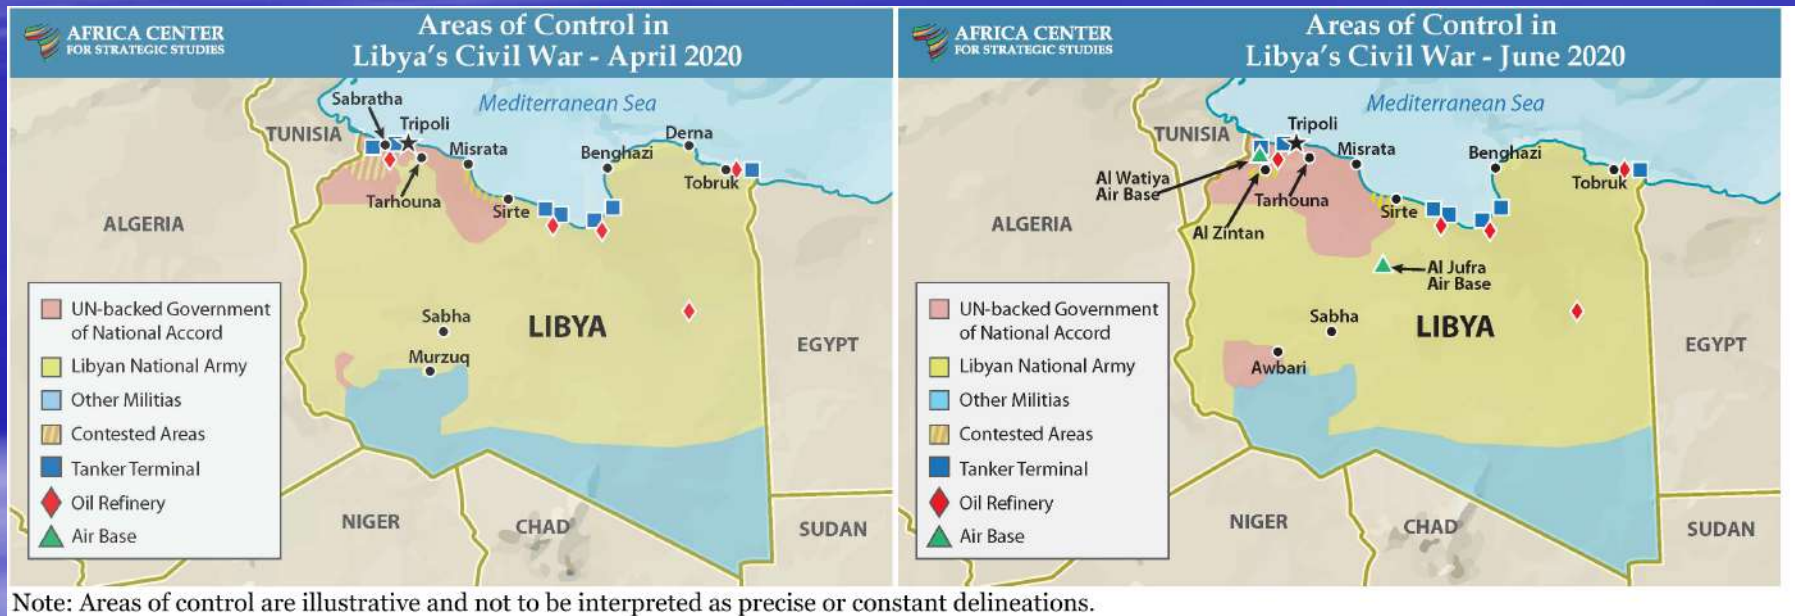 AFRICA CENTER
FOR STRATEGIC STUDIES
Areas of Control in
Libya's Civil War - April 2020
Mediterranean Sea
Sabratha
TUNISIA
Tripoli
Misrata
Derna
Benghazi
Tobruk
Tarhouna
Sirte
ALGERIA
UN-backed Government
of National Accord
Libyan National Army
Other Militias
Contested Areas
Tanker Terminal
Oil Refinery
Air Base
Sabha
LIBYA
Murzuq
EGYPT
NIGER
CHAD
SUDAN
AFRICA CENTER
FOR STRATEGIC STUDIES
Areas of Control in
Libya's Civil War - June 2020
Mediterranean Sea
TUNISIA
Tripoli
Misrata
Benghazi
Al Watiya
Air Base
Tobruk
Tarhouna
Sirte
ALGERIA
Al Zintan
Al Jufra
Air Base
UN-backed Government
of National Accord
Libyan National Army
Other Militias
Contested Areas
Tanker Terminal
Oil Refinery
Air Base
Sabha
LIBYA
Awbari
EGYPT
NIGER
CHAD
SUDAN
Note: Areas of control are illustrative and not to be interpreted as precise or constant delineations.